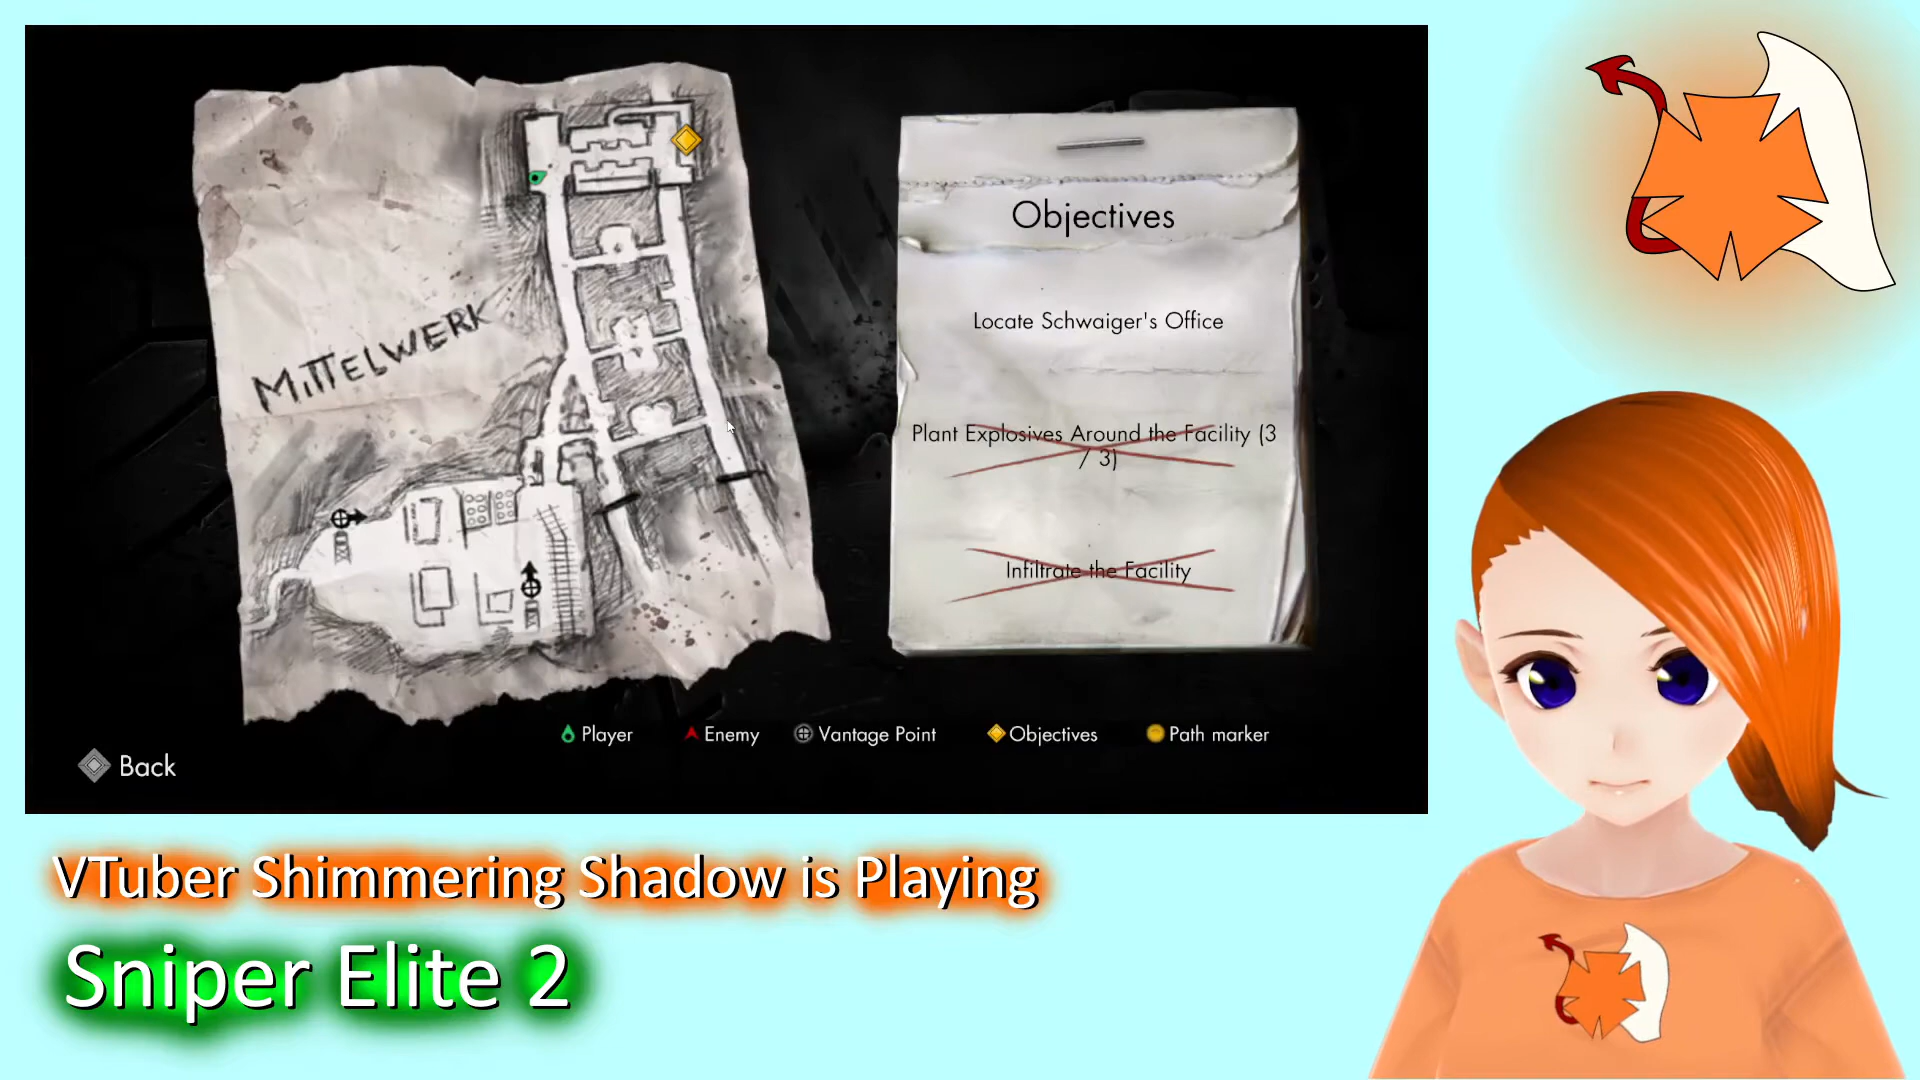 MITTELWERK
Objectives
Locate Schwaiger's Office
Plant Explosives Around the Facility (3
/ 3)
Infiltrate the Facility
Player
Enemy
Vantage Point
Objectives
Path marker
Back
VTuber Shimmering Shadow is Playing
Sniper Elite 2